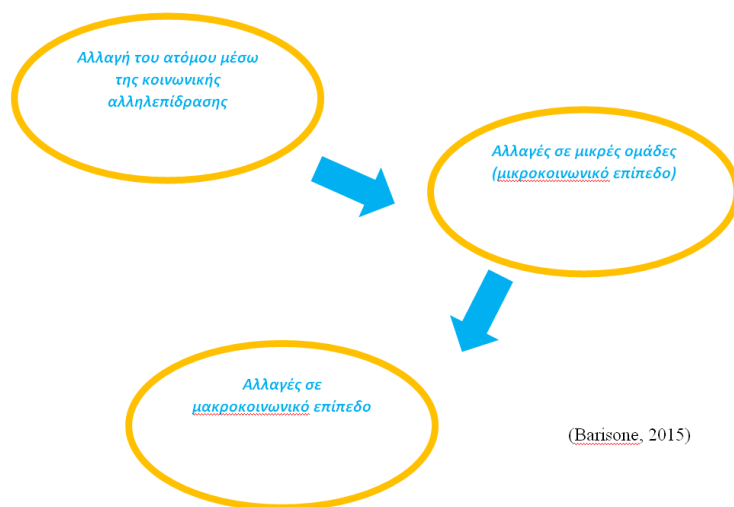 Αλλαγή του ατόμου μέσω
της κοινωνικής
αλληλεπίδρασης
Αλλαγές σε μικρές ομάδες
(μικροκοινωνικό επίπεδο)
Αλλαγές σε
μακροκοινωνικό επίπεδο
(Barisone, 2015)